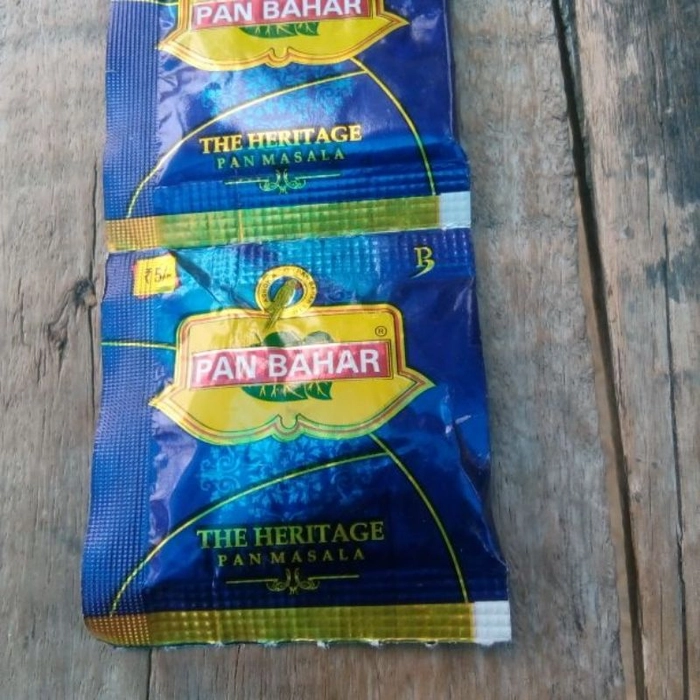 PAN BAHAR
THE HERITAGE
PAN MASALA
₹ 5/-
B
PAN BAHAR
®
THE HERITAGE
PAN MASALA